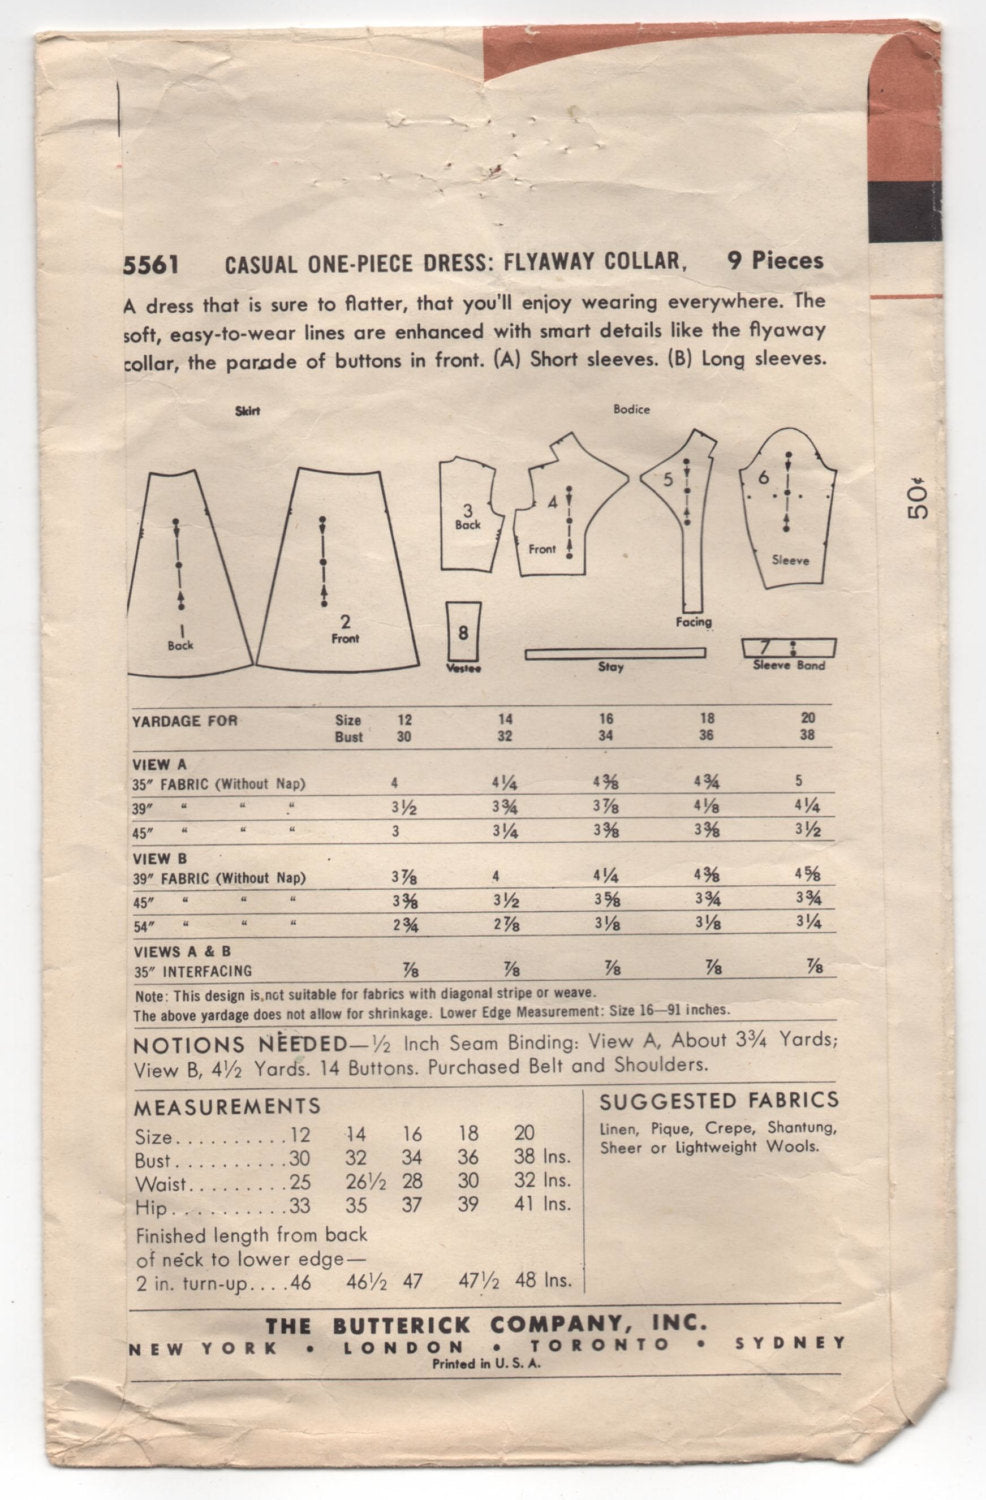 5561 CASUAL ONE-PIECE DRESS: FLYAWAY COLLAR, 9 Pieces
A dress that is sure to flatter, that you'll enjoy wearing everywhere. The
soft, easy-to-wear lines are enhanced with smart details like the flyaway
collar, the parade of buttons in front. (A) Short sleeves. (B) Long sleeves.
50¢
Skirt Bodice
1 Back
2 Front
3 Back
4 Front
5 Facing
6 Sleeve
8 Vestee
Stay
7 Sleeve Band
YARDAGE FOR Size 12 14 16 18 20
Bust 30 32 34 36 38
VIEW A
35" FABRIC (Without Nap) 4 4¼ 4⅜ 4¾ 5
39" " " " 3½ 3¾ 3⅞ 4⅛ 4¼
45" " " " 3 3¼ 3⅜ 3⅜ 3½
VIEW B
39" FABRIC (Without Nap) 3⅞ 4 4¼ 4⅜ 4⅝
45" " " " 3⅜ 3½ 3⅝ 3¾ 3¾
54" " " " 2¾ 2⅞ 3⅛ 3⅛ 3¼
VIEWS A & B
35" INTERFACING ⅞ ⅞ ⅞ ⅞ ⅞
Note: This design is not suitable for fabrics with diagonal stripe or weave.
The above yardage does not allow for shrinkage. Lower Edge Measurement: Size 16—91 inches.
NOTIONS NEEDED—½ Inch Seam Binding: View A, About 3¾ Yards;
View B, 4½ Yards. 14 Buttons. Purchased Belt and Shoulders.
MEASUREMENTS
Size..........12 14 16 18 20
Bust..........30 32 34 36 38 Ins.
Waist.........25 26½ 28 30 32 Ins.
Hip...........33 35 37 39 41 Ins.
Finished length from back
of neck to lower edge—
2 in. turn-up....46 46½ 47 47½ 48 Ins.
SUGGESTED FABRICS
Linen, Pique, Crepe, Shantung,
Sheer or Lightweight Wools.
THE BUTTERICK COMPANY, INC.
NEW YORK • LONDON • TORONTO • SYDNEY
Printed in U. S. A.